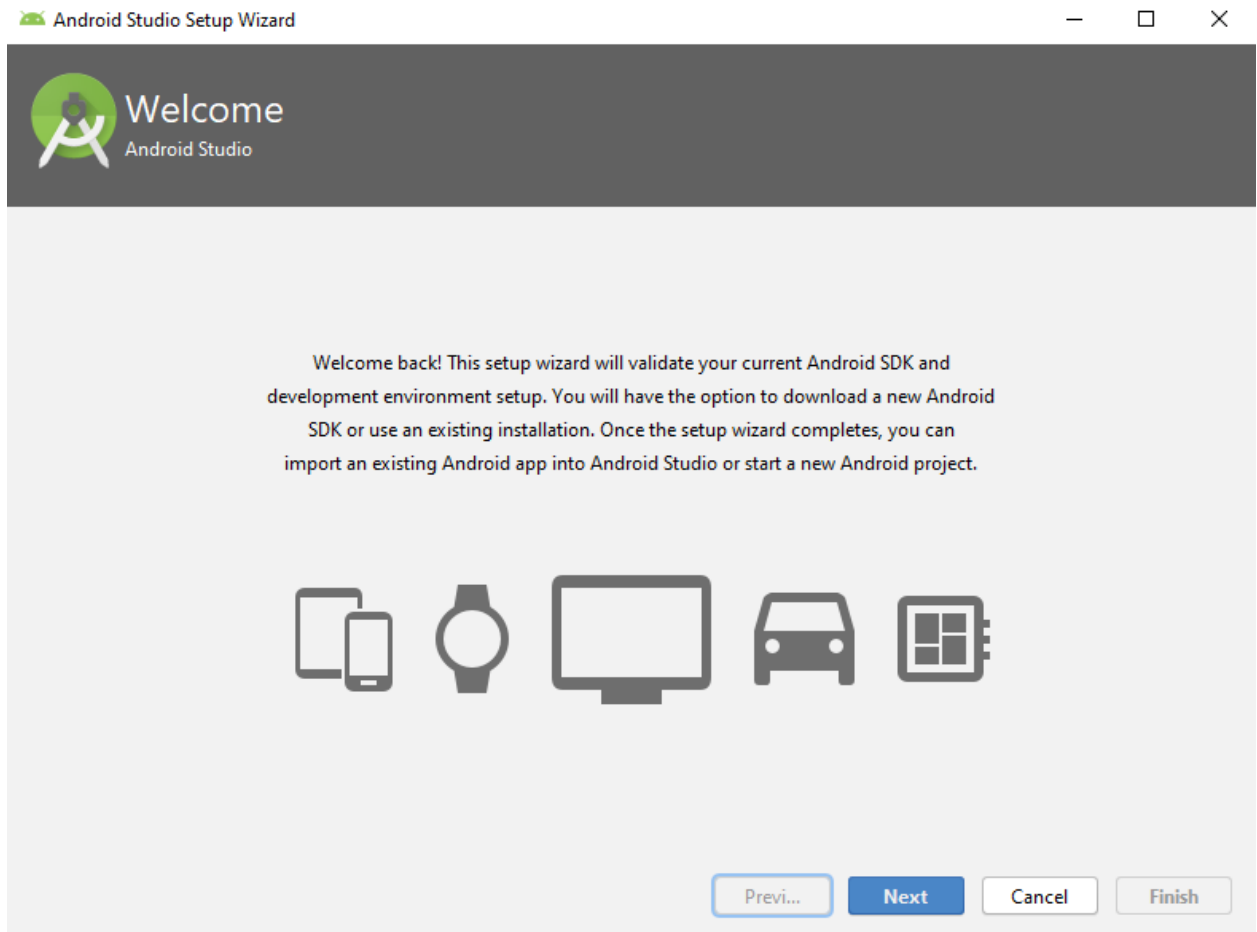 Android Studio Setup Wizard
Welcome
Android Studio
Welcome back! This setup wizard will validate your current Android SDK and
development environment setup. You will have the option to download a new Android
SDK or use an existing installation. Once the setup wizard completes, you can
import an existing Android app into Android Studio or start a new Android project.
Previ... Next Cancel Finish